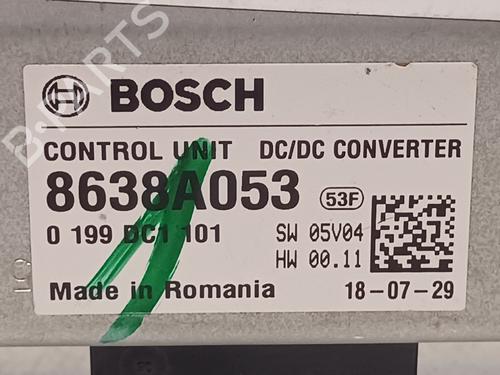 BOSCH
CONTROL UNIT DC/DC CONVERTER
8638A053 53F
0 199 DC1 101 SW 05V04
HW 00.11
Made in Romania 18-07-29
B-PARTS